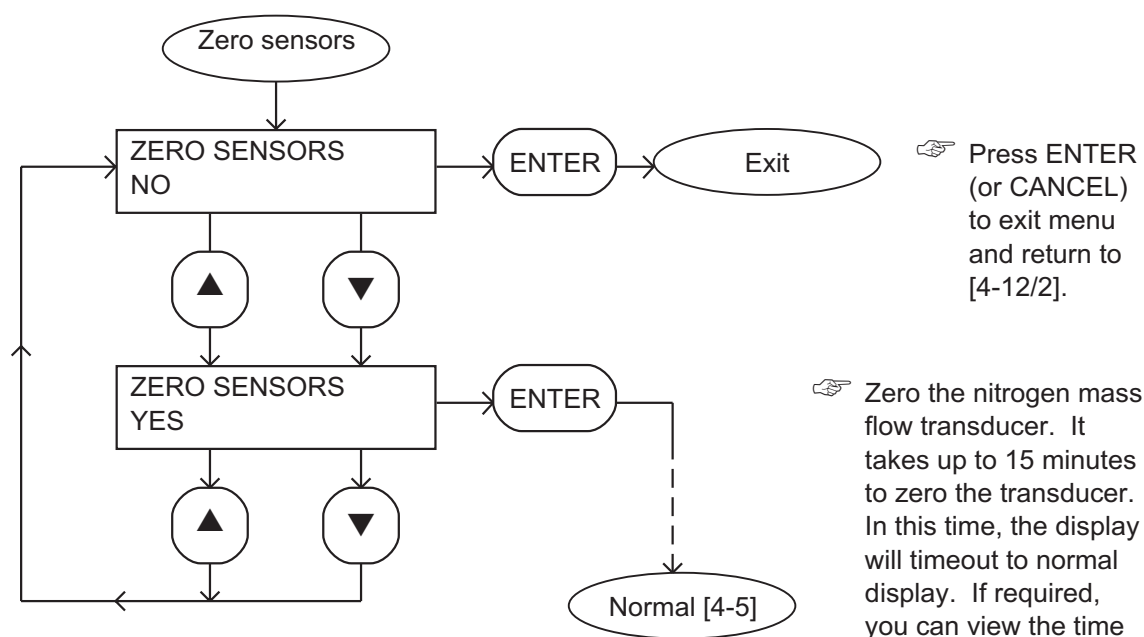 Zero sensors
ZERO SENSORS
NO
ENTER
Exit
☞ Press ENTER
(or CANCEL)
to exit menu
and return to
[4-12/2].
▲
▼
ZERO SENSORS
YES
ENTER
☞ Zero the nitrogen mass
flow transducer. It
takes up to 15 minutes
to zero the transducer.
In this time, the display
will timeout to normal
display. If required,
you can view the time
▲
▼
Normal [4-5]